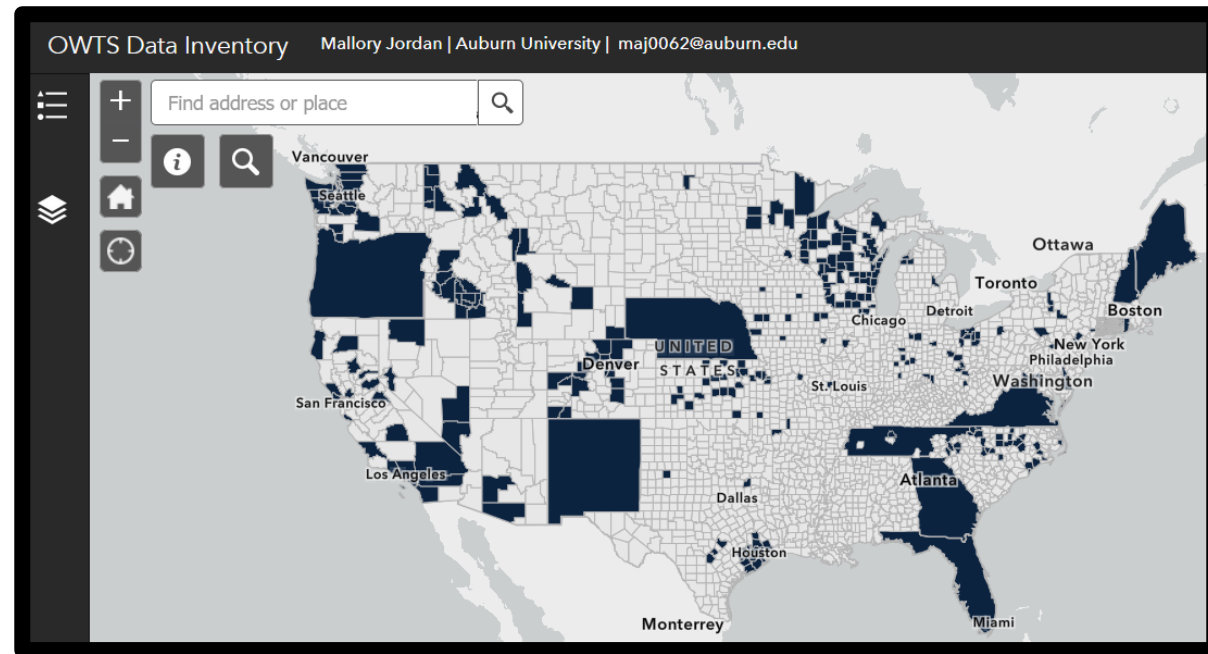 OWTS Data Inventory
Mallory Jordan | Auburn University | maj0062@auburn.edu
Find address or place
Vancouver
Seattle
Ottawa
Toronto
Detroit
Boston
Chicago
New York
UNITED
Philadelphia
Denver
STATES
St. Louis
Washington
San Francisco
Los Angeles
Atlanta
Dallas
Houston
Monterrey
Miami